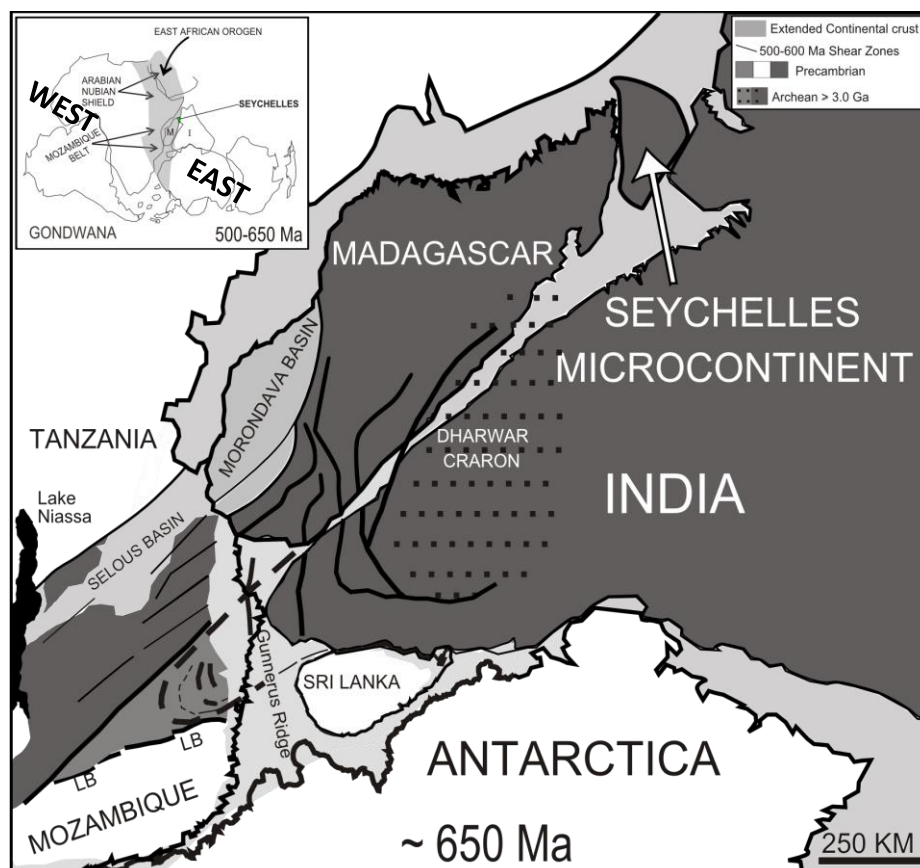 EAST AFRICAN OROGEN
ARABIAN
NUBIAN
SHIELD
WEST
SEYCHELLES
M
I
MOZAMBIQUE
BELT
EAST
GONDWANA
500-650 Ma
Extended Continental crust
500-600 Ma Shear Zones
Precambrian
Archean > 3.0 Ga
MADAGASCAR
SEYCHELLES
MICROCONTINENT
MORONDAVA BASIN
TANZANIA
DHARWAR
CRARON
INDIA
Lake
Niassa
SELOUS BASIN
Gunnerus Ridge
SRI LANKA
LB
LB
MOZAMBIQUE
ANTARCTICA
~ 650 Ma
250 KM